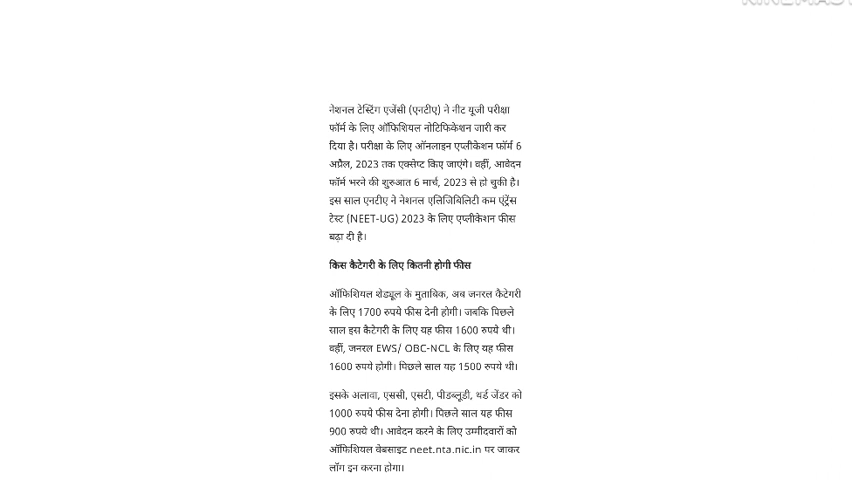 KINEMAST
नेशनल टेस्टिंग एजेंसी (एनटीए) ने नीट यूजी परीक्षा
फॉर्म के लिए ऑफिशियल नोटिफिकेशन जारी कर
दिया है। परीक्षा के लिए ऑनलाइन एप्लीकेशन फॉर्म 6
अप्रैल, 2023 तक एक्सेप्ट किए जाएंगे। वहीं, आवेदन
फॉर्म भरने की शुरुआत 6 मार्च, 2023 से हो चुकी है।
इस साल एनटीए ने नेशनल एलिजिबिलिटी कम एंट्रेंस
टेस्ट (NEET-UG) 2023 के लिए एप्लीकेशन फीस
बढ़ा दी है।
किस कैटेगरी के लिए कितनी होगी फीस
ऑफिशियल शेड्यूल के मुताबिक, अब जनरल कैटेगरी
के लिए 1700 रुपये फीस देनी होगी। जबकि पिछले
साल इस कैटेगरी के लिए यह फीस 1600 रुपये थी।
वहीं, जनरल EWS/ OBC-NCL के लिए यह फीस
1600 रुपये होगी। पिछले साल यह 1500 रुपये थी।
इसके अलावा, एससी, एसटी, पीडब्लूडी, थर्ड जेंडर को
1000 रुपये फीस देना होगी। पिछले साल यह फीस
900 रुपये थी। आवेदन करने के लिए उम्मीदवारों को
ऑफिशियल वेबसाइट neet.nta.nic.in पर जाकर
लॉग इन करना होगा।